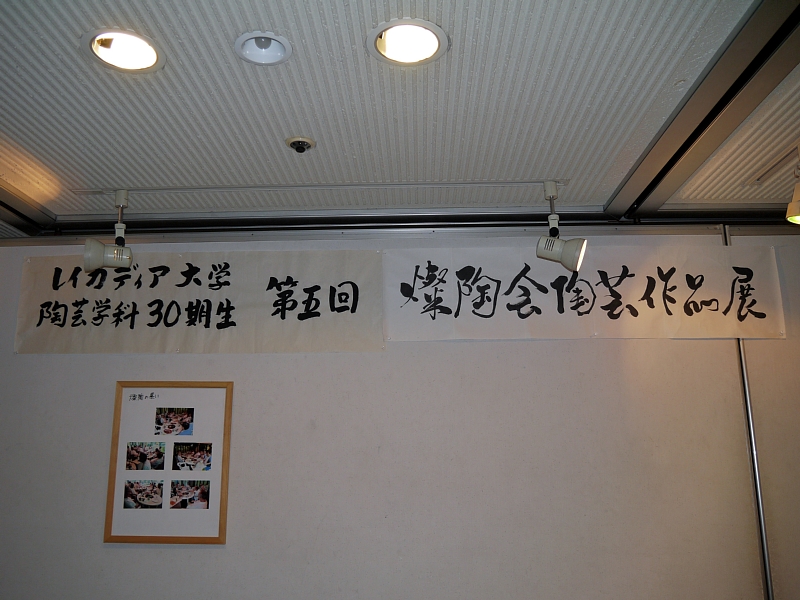 レイカディア大学
陶芸学科30期生
第五回
燦陶会陶芸作品展